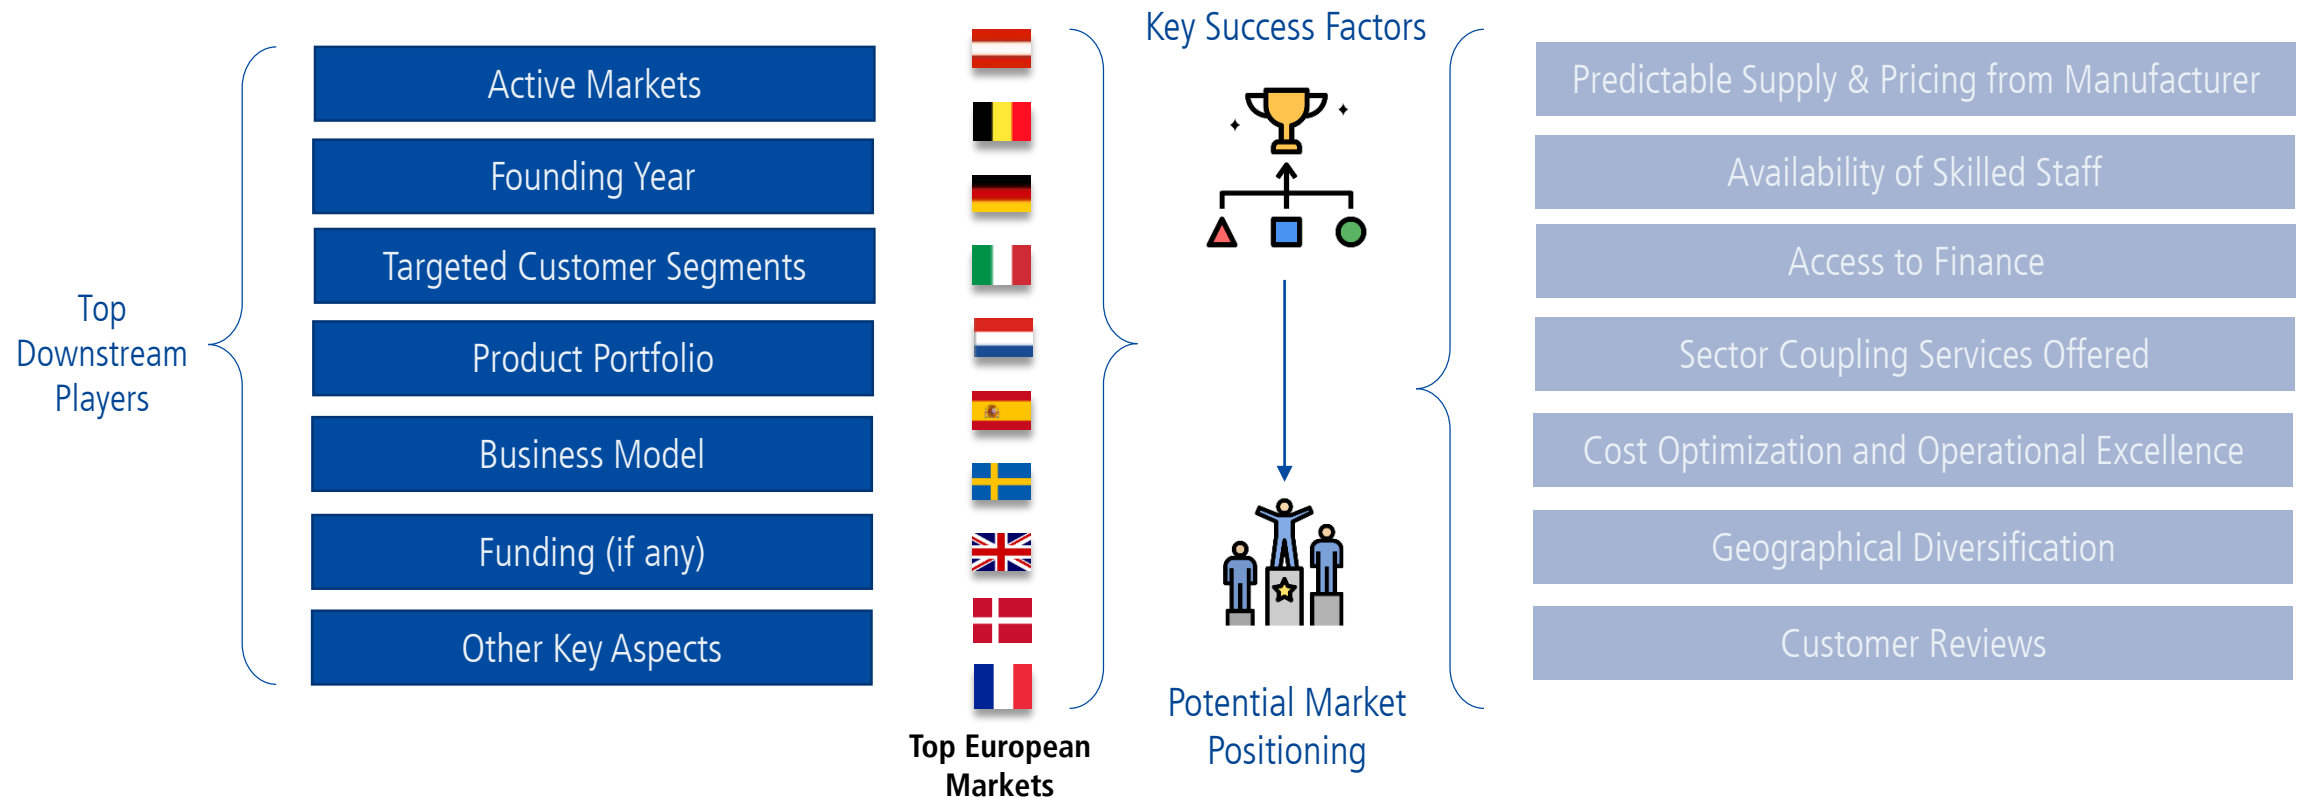 Top
Downstream
Players
Active Markets
Founding Year
Targeted Customer Segments
Product Portfolio
Business Model
Funding (if any)
Other Key Aspects
Top European
Markets
Key Success Factors
Potential Market
Positioning
Predictable Supply & Pricing from Manufacturer
Availability of Skilled Staff
Access to Finance
Sector Coupling Services Offered
Cost Optimization and Operational Excellence
Geographical Diversification
Customer Reviews